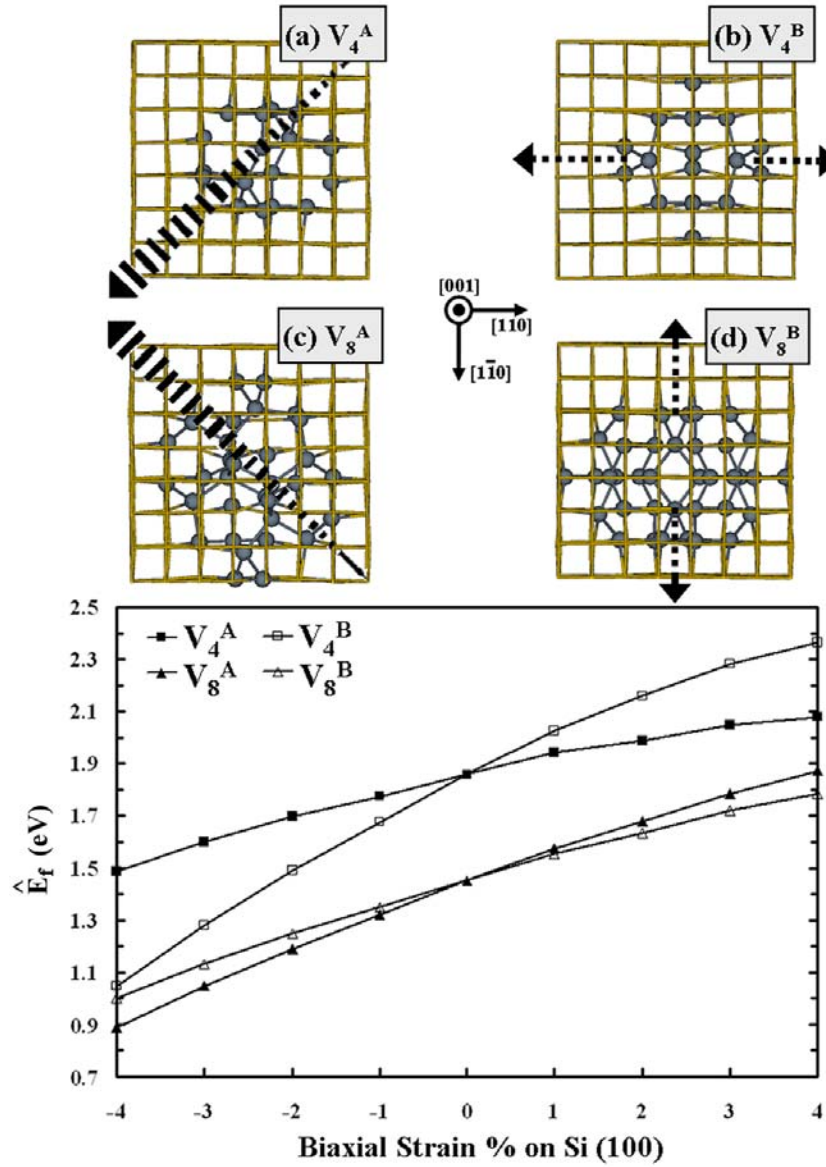 (a) V₄ᴬ
(b) V₄ᴮ
[001]
[110]
[11̄0]
(c) V₈ᴬ
(d) V₈ᴮ
V₄ᴬ V₄ᴮ
V₈ᴬ V₈ᴮ
2.5
2.3
2.1
1.9
1.7
1.5
1.3
1.1
0.9
0.7
Ê_f (eV)
-4 -3 -2 -1 0 1 2 3 4
Biaxial Strain % on Si (100)